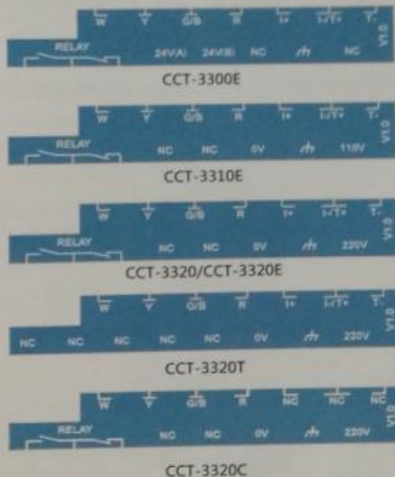 W Y G/B R I+ I-/T+ T-
RELAY 24V(A) 24V(B) NC NC V1.0
CCT-3300E
W Y G/B R I+ I-/T+ T-
RELAY NC NC 0V 110V V1.0
CCT-3310E
W Y G/B R I+ I-/T+ T-
RELAY NC NC 0V 220V V1.0
CCT-3320/CCT-3320E
W Y G/B R I+ I-/T+ T-
NC NC NC NC NC 0V 220V V1.0
CCT-3320T
W Y G/B R NC NC NC
RELAY NC NC 0V 220V V1.0
CCT-3320C